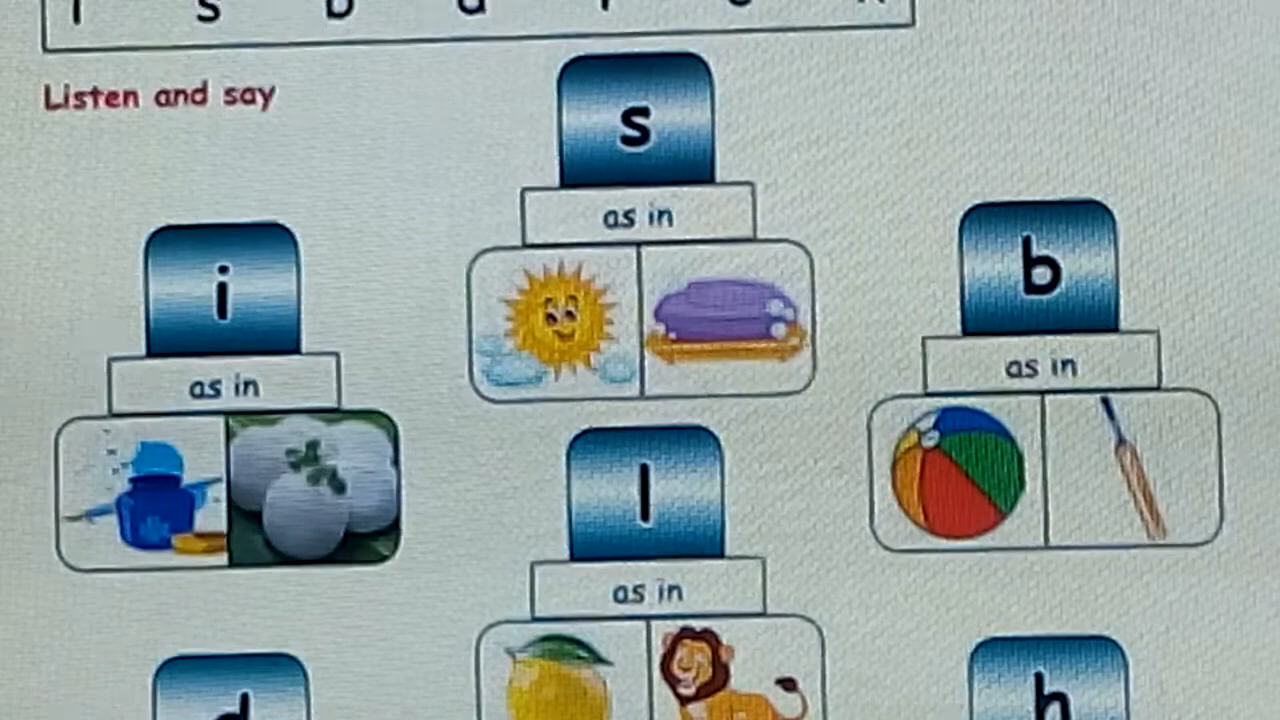 Listen and say
s
as in
i
as in
b
as in
l
as in
d
h